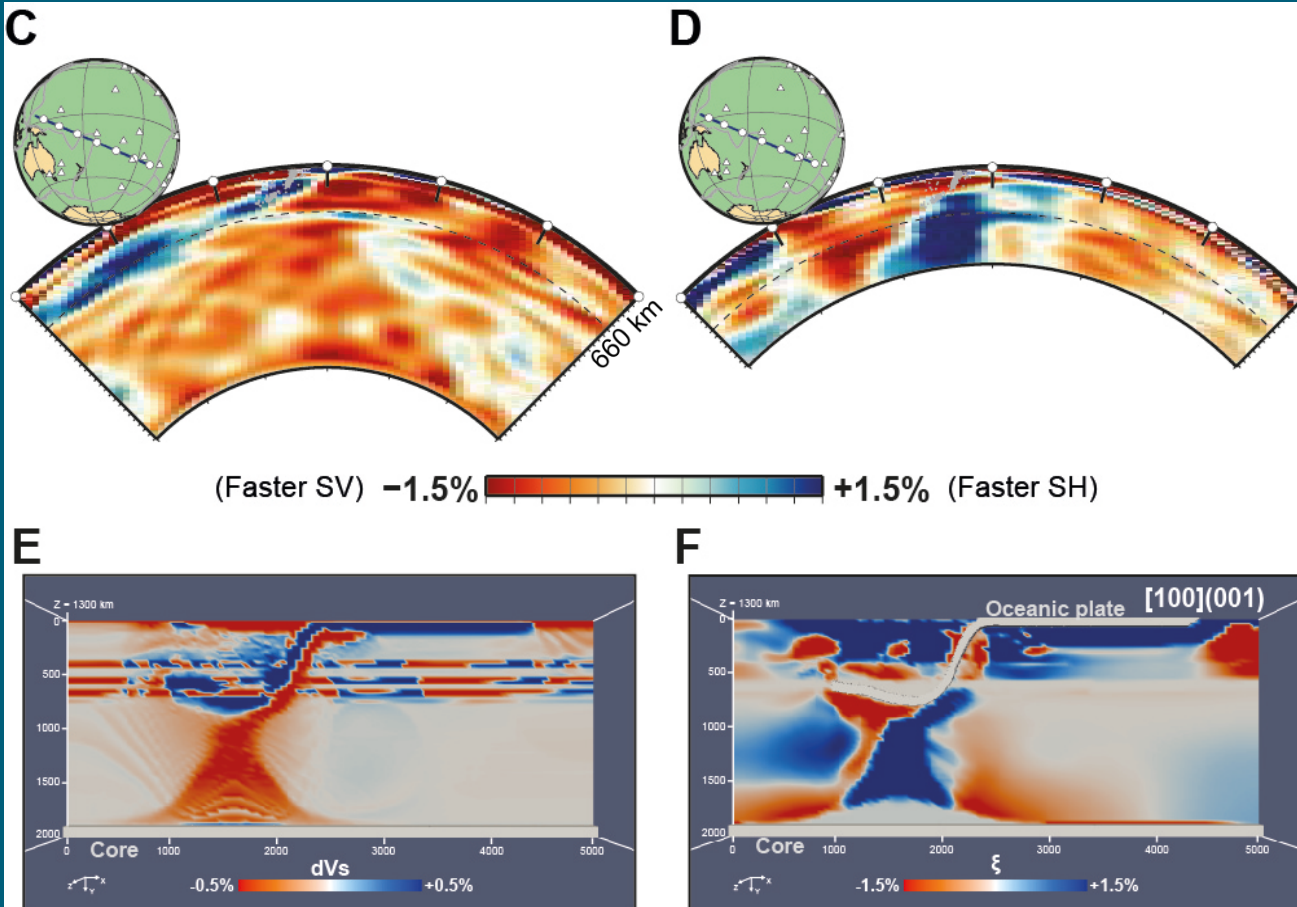 C
D
660 km
(Faster SV) −1.5% +1.5% (Faster SH)
E
F
Z = 1300 km
0
500
1000
1500
2000
Core
0 1000 2000 3000 4000 5000
dVs
-0.5% +0.5%
z x
Y
Z = 1300 km
[100](001)
Oceanic plate
0
500
1000
1500
2000
Core
0 1000 2000 3000 4000 5000
ξ
-1.5% +1.5%
z x
Y